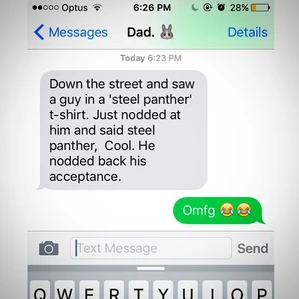 Optus 6:26 PM 28%
Messages Dad. 🐰 Details
Today 6:23 PM
Down the street and saw
a guy in a 'steel panther'
t-shirt. Just nodded at
him and said steel
panther, Cool. He
nodded back his
acceptance.
Omfg 😂😂
Text Message Send
Q W E R T Y U I O P